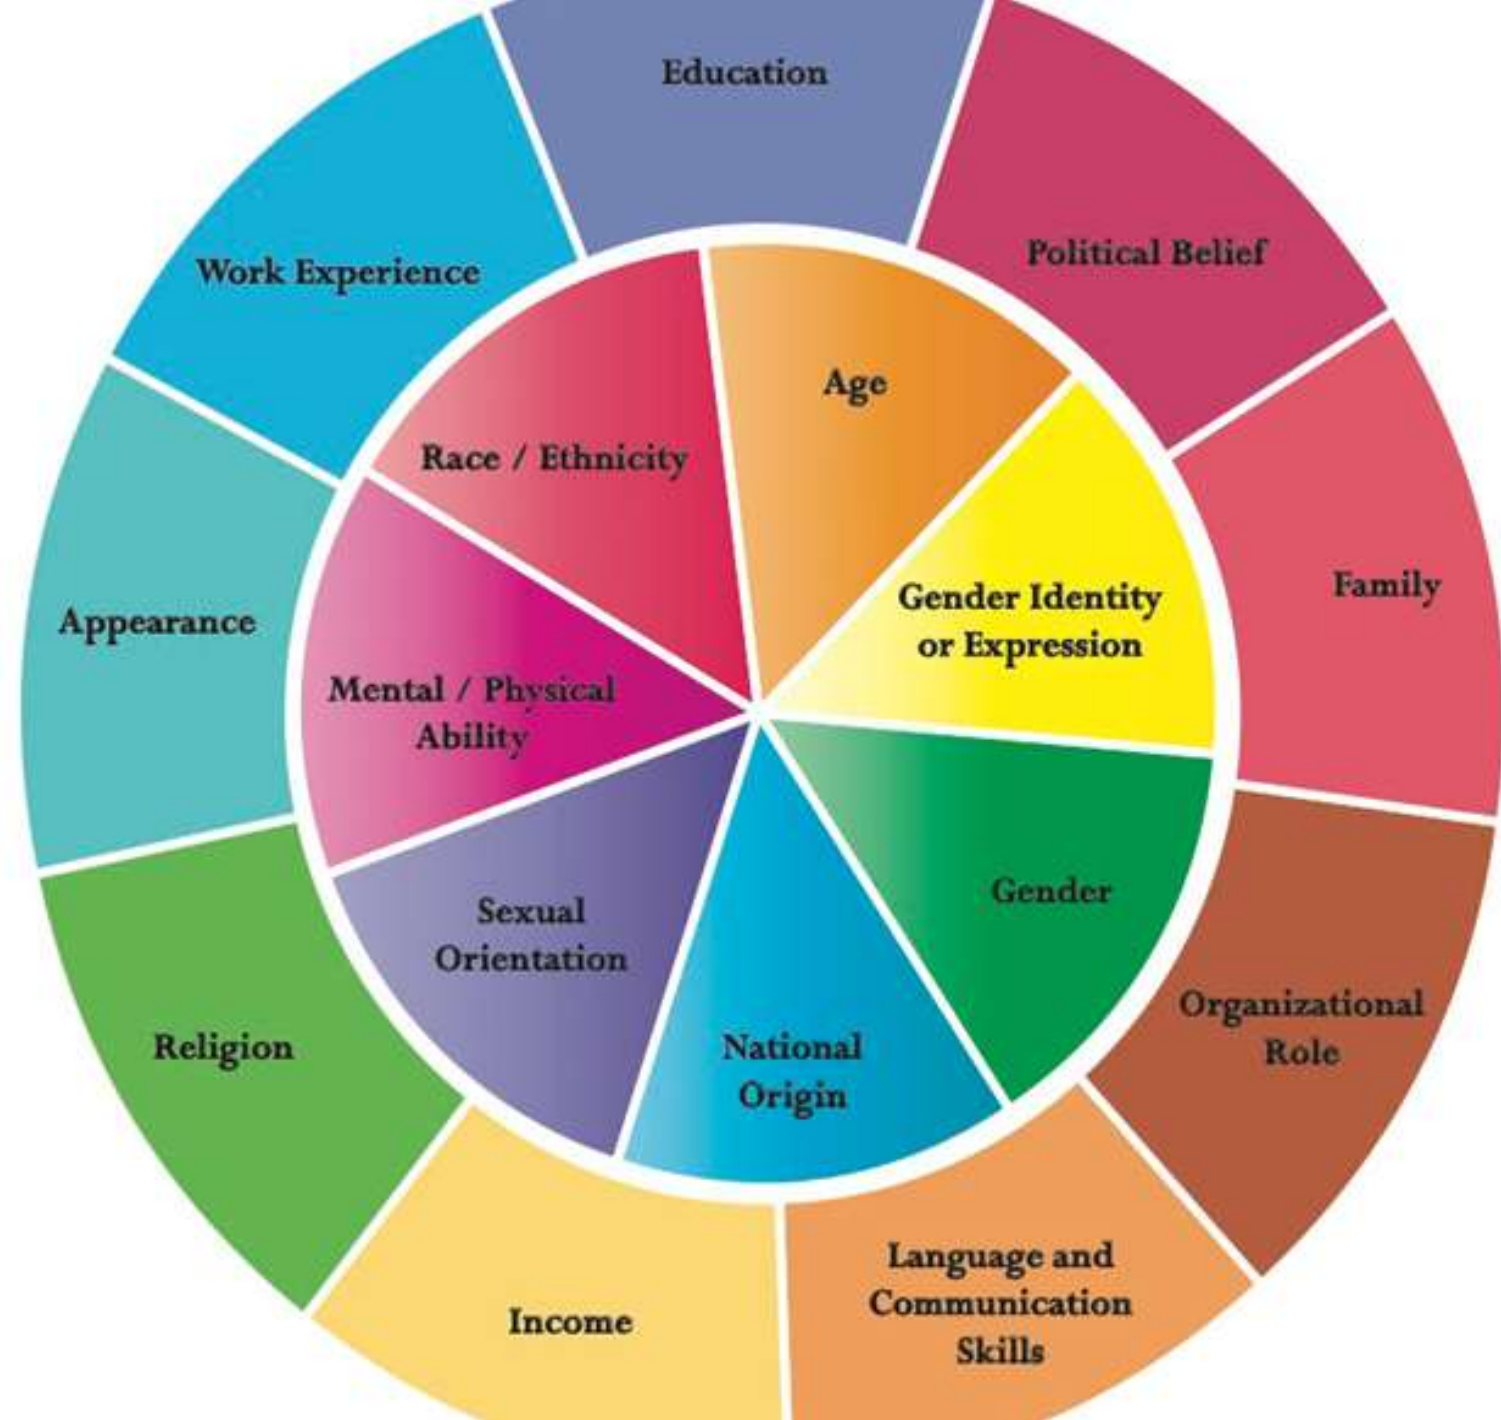 Education
Political Belief
Family
Organizational
Role
Language and
Communication
Skills
Income
Religion
Appearance
Work Experience
Age
Gender Identity
or Expression
Gender
National
Origin
Sexual
Orientation
Mental / Physical
Ability
Race / Ethnicity